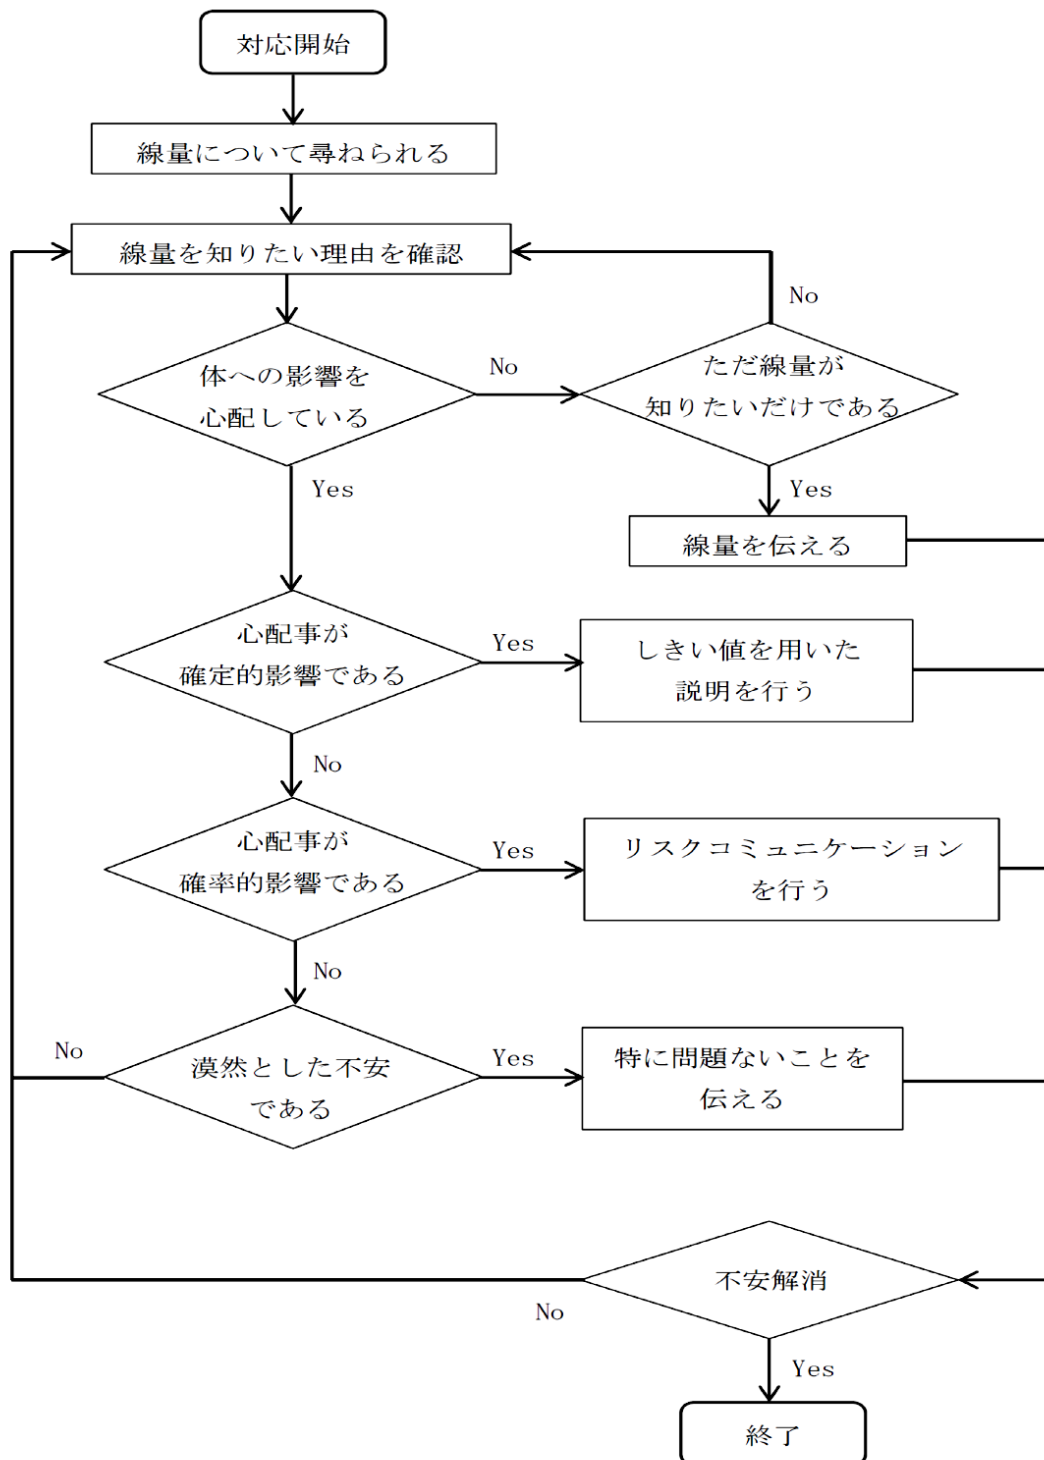 対応開始
線量について尋ねられる
線量を知りたい理由を確認
No
体への影響を
心配している
No
ただ線量が
知りたいだけである
Yes
Yes
線量を伝える
心配事が
確定的影響である
Yes
しきい値を用いた
説明を行う
No
心配事が
確率的影響である
Yes
リスクコミュニケーション
を行う
No
No
漠然とした不安
である
Yes
特に問題ないことを
伝える
不安解消
No
Yes
終了